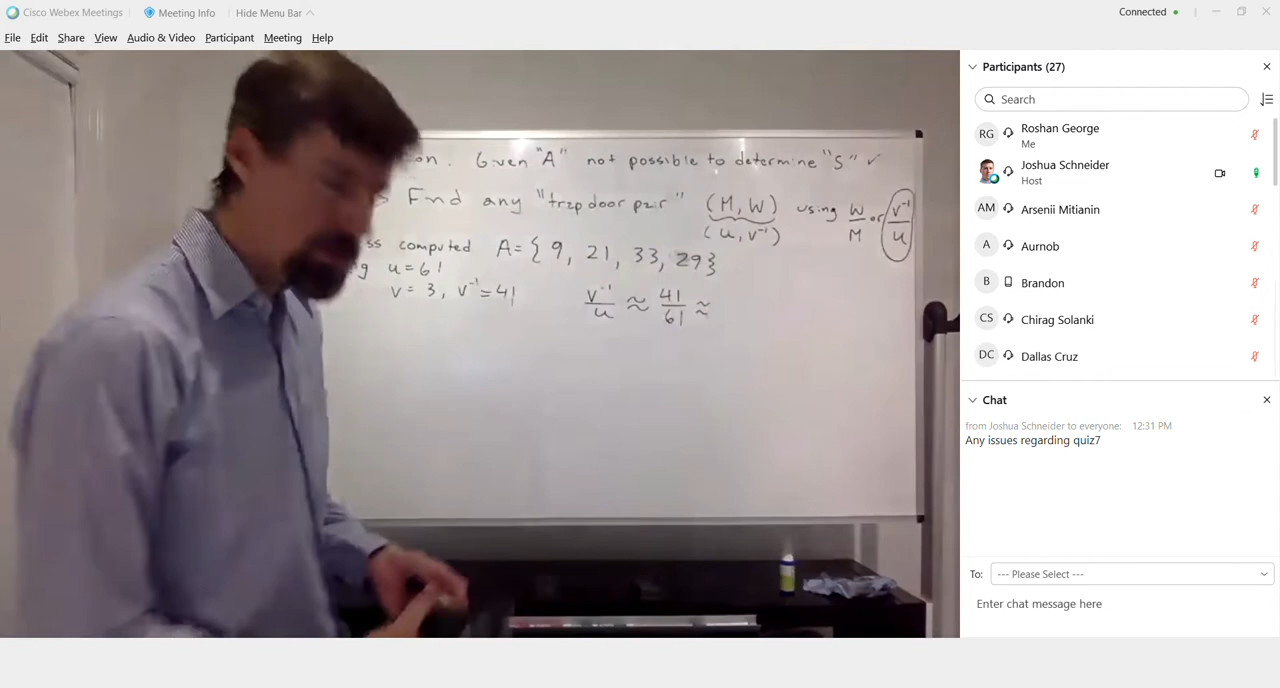 Cisco Webex Meetings
Meeting Info
Hide Menu Bar
Connected
File Edit Share View Audio & Video Participant Meeting Help
on. Given "A" not possible to determine "S" ✓
Find any "trapdoor pair" (M, W) using W/M or v⁻¹/u
(u, v⁻¹)
ss computed A={9, 21, 33, 29}
g u=61
v=3, v⁻¹=41
v⁻¹/u ≈ 41/61 ≈
Participants (27)
Search
RG Roshan George
Me
Joshua Schneider
Host
AM Arsenii Mitianin
A Aurnob
B Brandon
CS Chirag Solanki
DC Dallas Cruz
Chat
from Joshua Schneider to everyone: 12:31 PM
Any issues regarding quiz7
To: --- Please Select ---
Enter chat message here